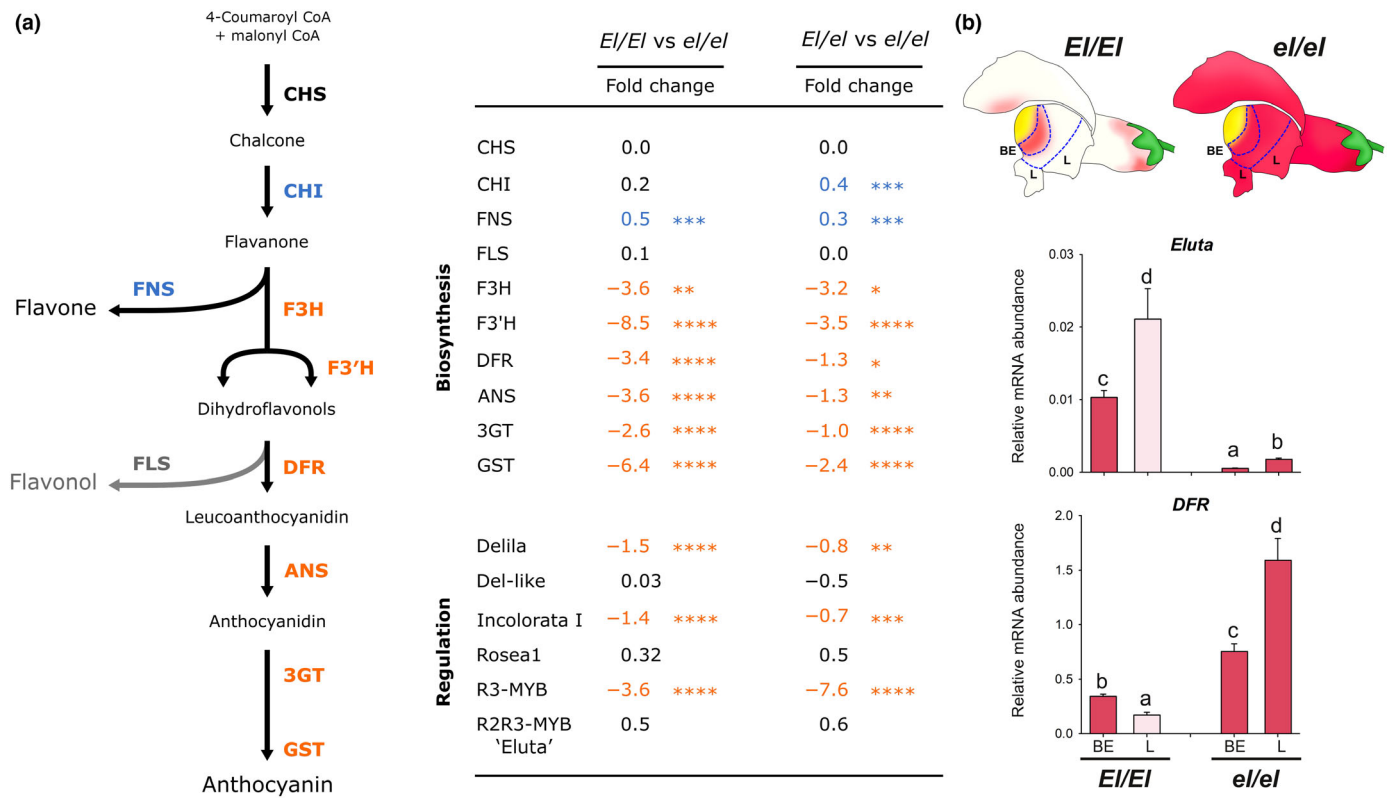 (a)
4-Coumaroyl CoA
+ malonyl CoA
CHS
Chalcone
CHI
Flavanone
FNS
Flavone
F3H
F3′H
Dihydroflavonols
FLS
Flavonol
DFR
Leucoanthocyanidin
ANS
Anthocyanidin
3GT
GST
Anthocyanin
El/El vs el/el El/el vs el/el
Fold change Fold change
Biosynthesis
CHS 0.0 0.0
CHI 0.2 0.4 ***
FNS 0.5 *** 0.3 ***
FLS 0.1 0.0
F3H −3.6 ** −3.2 *
F3'H −8.5 **** −3.5 ****
DFR −3.4 **** −1.3 *
ANS −3.6 **** −1.3 **
3GT −2.6 **** −1.0 ****
GST −6.4 **** −2.4 ****
Regulation
Delila −1.5 **** −0.8 **
Del-like 0.03 −0.5
Incolorata I −1.4 **** −0.7 ***
Rosea1 0.32 0.5
R3-MYB −3.6 **** −7.6 ****
R2R3-MYB 0.5 0.6
'Eluta'
(b)
El/El el/el
BE L L
BE L L
Eluta
Relative mRNA abundance
0.03
0.02
0.01
0.00
c d a b
DFR
Relative mRNA abundance
2.0
1.5
1.0
0.5
0.0
b a c d
BE L BE L
El/El el/el